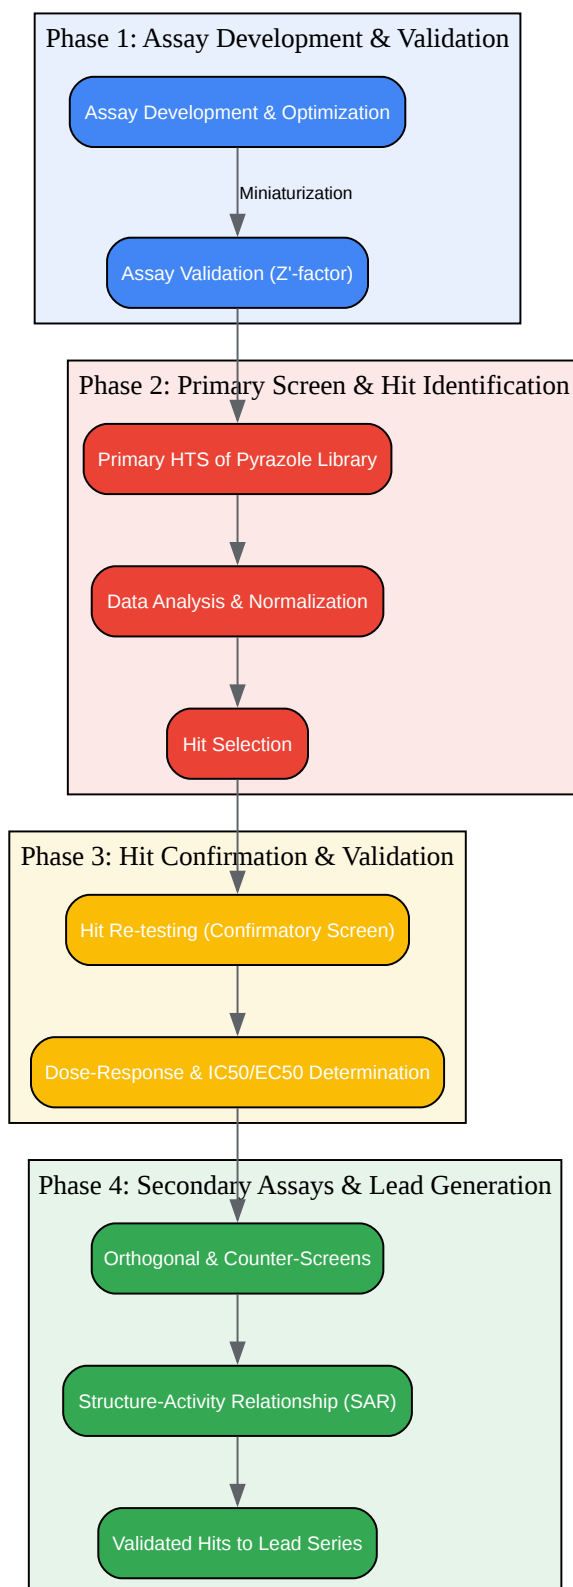 Phase 1: Assay Development & Validation
Assay Development & Optimization
Miniaturization
Assay Validation (Z'-factor)
Phase 2: Primary Screen & Hit Identification
Primary HTS of Pyrazole Library
Data Analysis & Normalization
Hit Selection
Phase 3: Hit Confirmation & Validation
Hit Re-testing (Confirmatory Screen)
Dose-Response & IC50/EC50 Determination
Phase 4: Secondary Assays & Lead Generation
Orthogonal & Counter-Screens
Structure-Activity Relationship (SAR)
Validated Hits to Lead Series